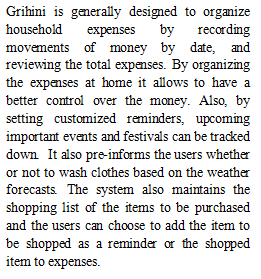 Grihini is generally designed to organize
household expenses by recording
movements of money by date, and
reviewing the total expenses. By organizing
the expenses at home it allows to have a
better control over the money. Also, by
setting customized reminders, upcoming
important events and festivals can be tracked
down. It also pre-informs the users whether
or not to wash clothes based on the weather
forecasts. The system also maintains the
shopping list of the items to be purchased
and the users can choose to add the item to
be shopped as a reminder or the shopped
item to expenses.